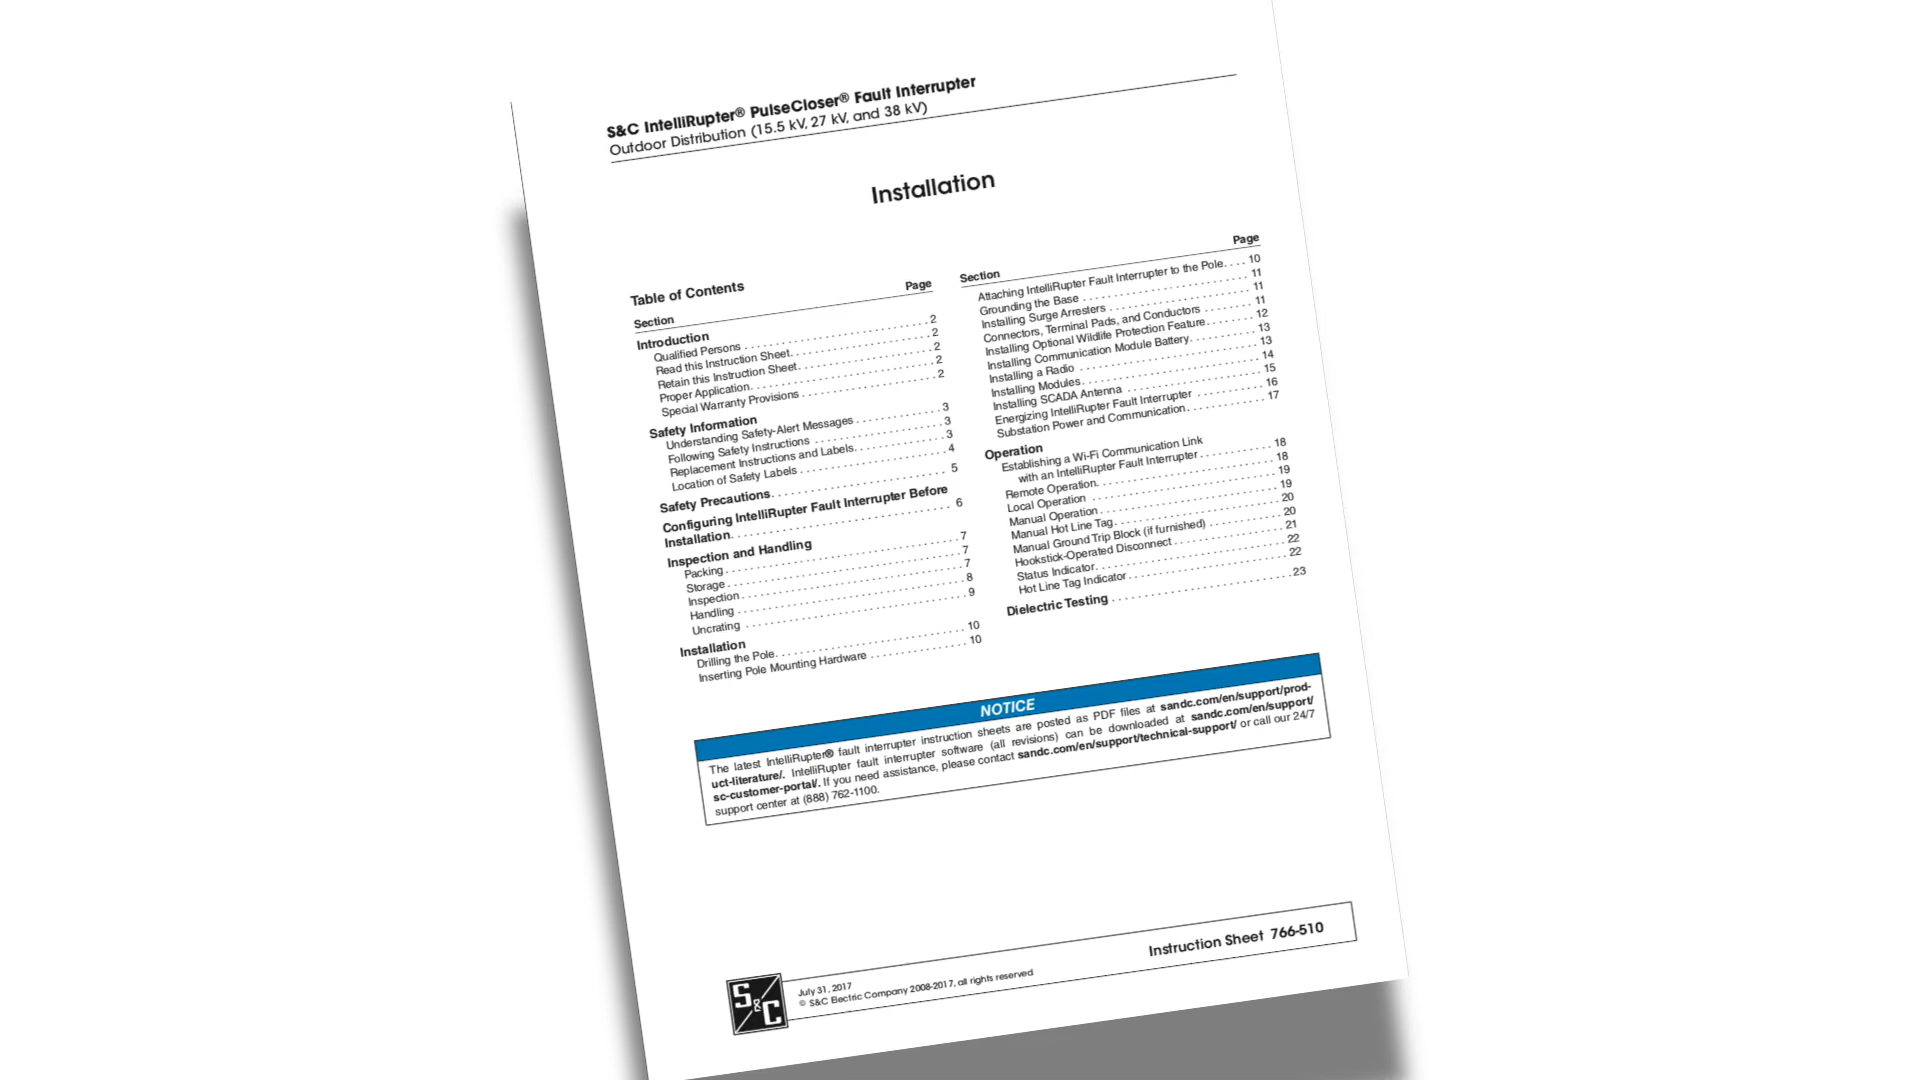 S&C IntelliRupter® PulseCloser® Fault Interrupter
Outdoor Distribution (15.5 kV, 27 kV, and 38 kV)
Installation
Table of Contents
Section Page
Introduction
Qualified Persons . . . . . . . . . . . . . . . . . . . . . . . . . . . . 2
Read this Instruction Sheet. . . . . . . . . . . . . . . . . . . . . 2
Retain this Instruction Sheet. . . . . . . . . . . . . . . . . . . . 2
Proper Application. . . . . . . . . . . . . . . . . . . . . . . . . . . 2
Special Warranty Provisions . . . . . . . . . . . . . . . . . . . . 2
Safety Information
Understanding Safety-Alert Messages . . . . . . . . . . . . 3
Following Safety Instructions . . . . . . . . . . . . . . . . . . . 3
Replacement Instructions and Labels. . . . . . . . . . . . . 3
Location of Safety Labels . . . . . . . . . . . . . . . . . . . . . 4
Safety Precautions. . . . . . . . . . . . . . . . . . . . . . . . . 5
Configuring IntelliRupter Fault Interrupter Before
Installation. . . . . . . . . . . . . . . . . . . . . . . . . . . . . . 6
Inspection and Handling
Packing . . . . . . . . . . . . . . . . . . . . . . . . . . . . . . . . . 7
Storage . . . . . . . . . . . . . . . . . . . . . . . . . . . . . . . . . 7
Inspection . . . . . . . . . . . . . . . . . . . . . . . . . . . . . . . 7
Handling . . . . . . . . . . . . . . . . . . . . . . . . . . . . . . . . 8
Uncrating . . . . . . . . . . . . . . . . . . . . . . . . . . . . . . . 9
Installation
Drilling the Pole. . . . . . . . . . . . . . . . . . . . . . . . . . . 10
Inserting Pole Mounting Hardware . . . . . . . . . . . . . 10
Section Page
Attaching IntelliRupter Fault Interrupter to the Pole. . . . 10
Grounding the Base . . . . . . . . . . . . . . . . . . . . . . . . . 11
Installing Surge Arresters . . . . . . . . . . . . . . . . . . . . . 11
Connectors, Terminal Pads, and Conductors . . . . . . . . 11
Installing Optional Wildlife Protection Feature. . . . . . . . 12
Installing Communication Module Battery. . . . . . . . . . . 13
Installing a Radio . . . . . . . . . . . . . . . . . . . . . . . . . . . 13
Installing Modules. . . . . . . . . . . . . . . . . . . . . . . . . . . 14
Installing SCADA Antenna . . . . . . . . . . . . . . . . . . . . . 15
Energizing IntelliRupter Fault Interrupter . . . . . . . . . . . 16
Substation Power and Communication. . . . . . . . . . . . 17
Operation
Establishing a Wi-Fi Communication Link
with an IntelliRupter Fault Interrupter . . . . . . . . . . . 18
Remote Operation. . . . . . . . . . . . . . . . . . . . . . . . . . 18
Local Operation . . . . . . . . . . . . . . . . . . . . . . . . . . . 19
Manual Operation . . . . . . . . . . . . . . . . . . . . . . . . . . 19
Manual Hot Line Tag. . . . . . . . . . . . . . . . . . . . . . . . 20
Manual Ground Trip Block (if furnished) . . . . . . . . . . . 20
Hookstick-Operated Disconnect . . . . . . . . . . . . . . . . 21
Status Indicator. . . . . . . . . . . . . . . . . . . . . . . . . . . . 22
Hot Line Tag Indicator . . . . . . . . . . . . . . . . . . . . . . . 22
Dielectric Testing . . . . . . . . . . . . . . . . . . . . . . . . . . 23
NOTICE
The latest IntelliRupter® fault interrupter instruction sheets are posted as PDF files at sandc.com/en/support/prod-
uct-literature/. IntelliRupter fault interrupter software (all revisions) can be downloaded at sandc.com/en/support/
sc-customer-portal/. If you need assistance, please contact sandc.com/en/support/technical-support/ or call our 24/7
support center at (888) 762-1100.
S&C
July 31, 2017
© S&C Electric Company 2008-2017, all rights reserved
Instruction Sheet 766-510